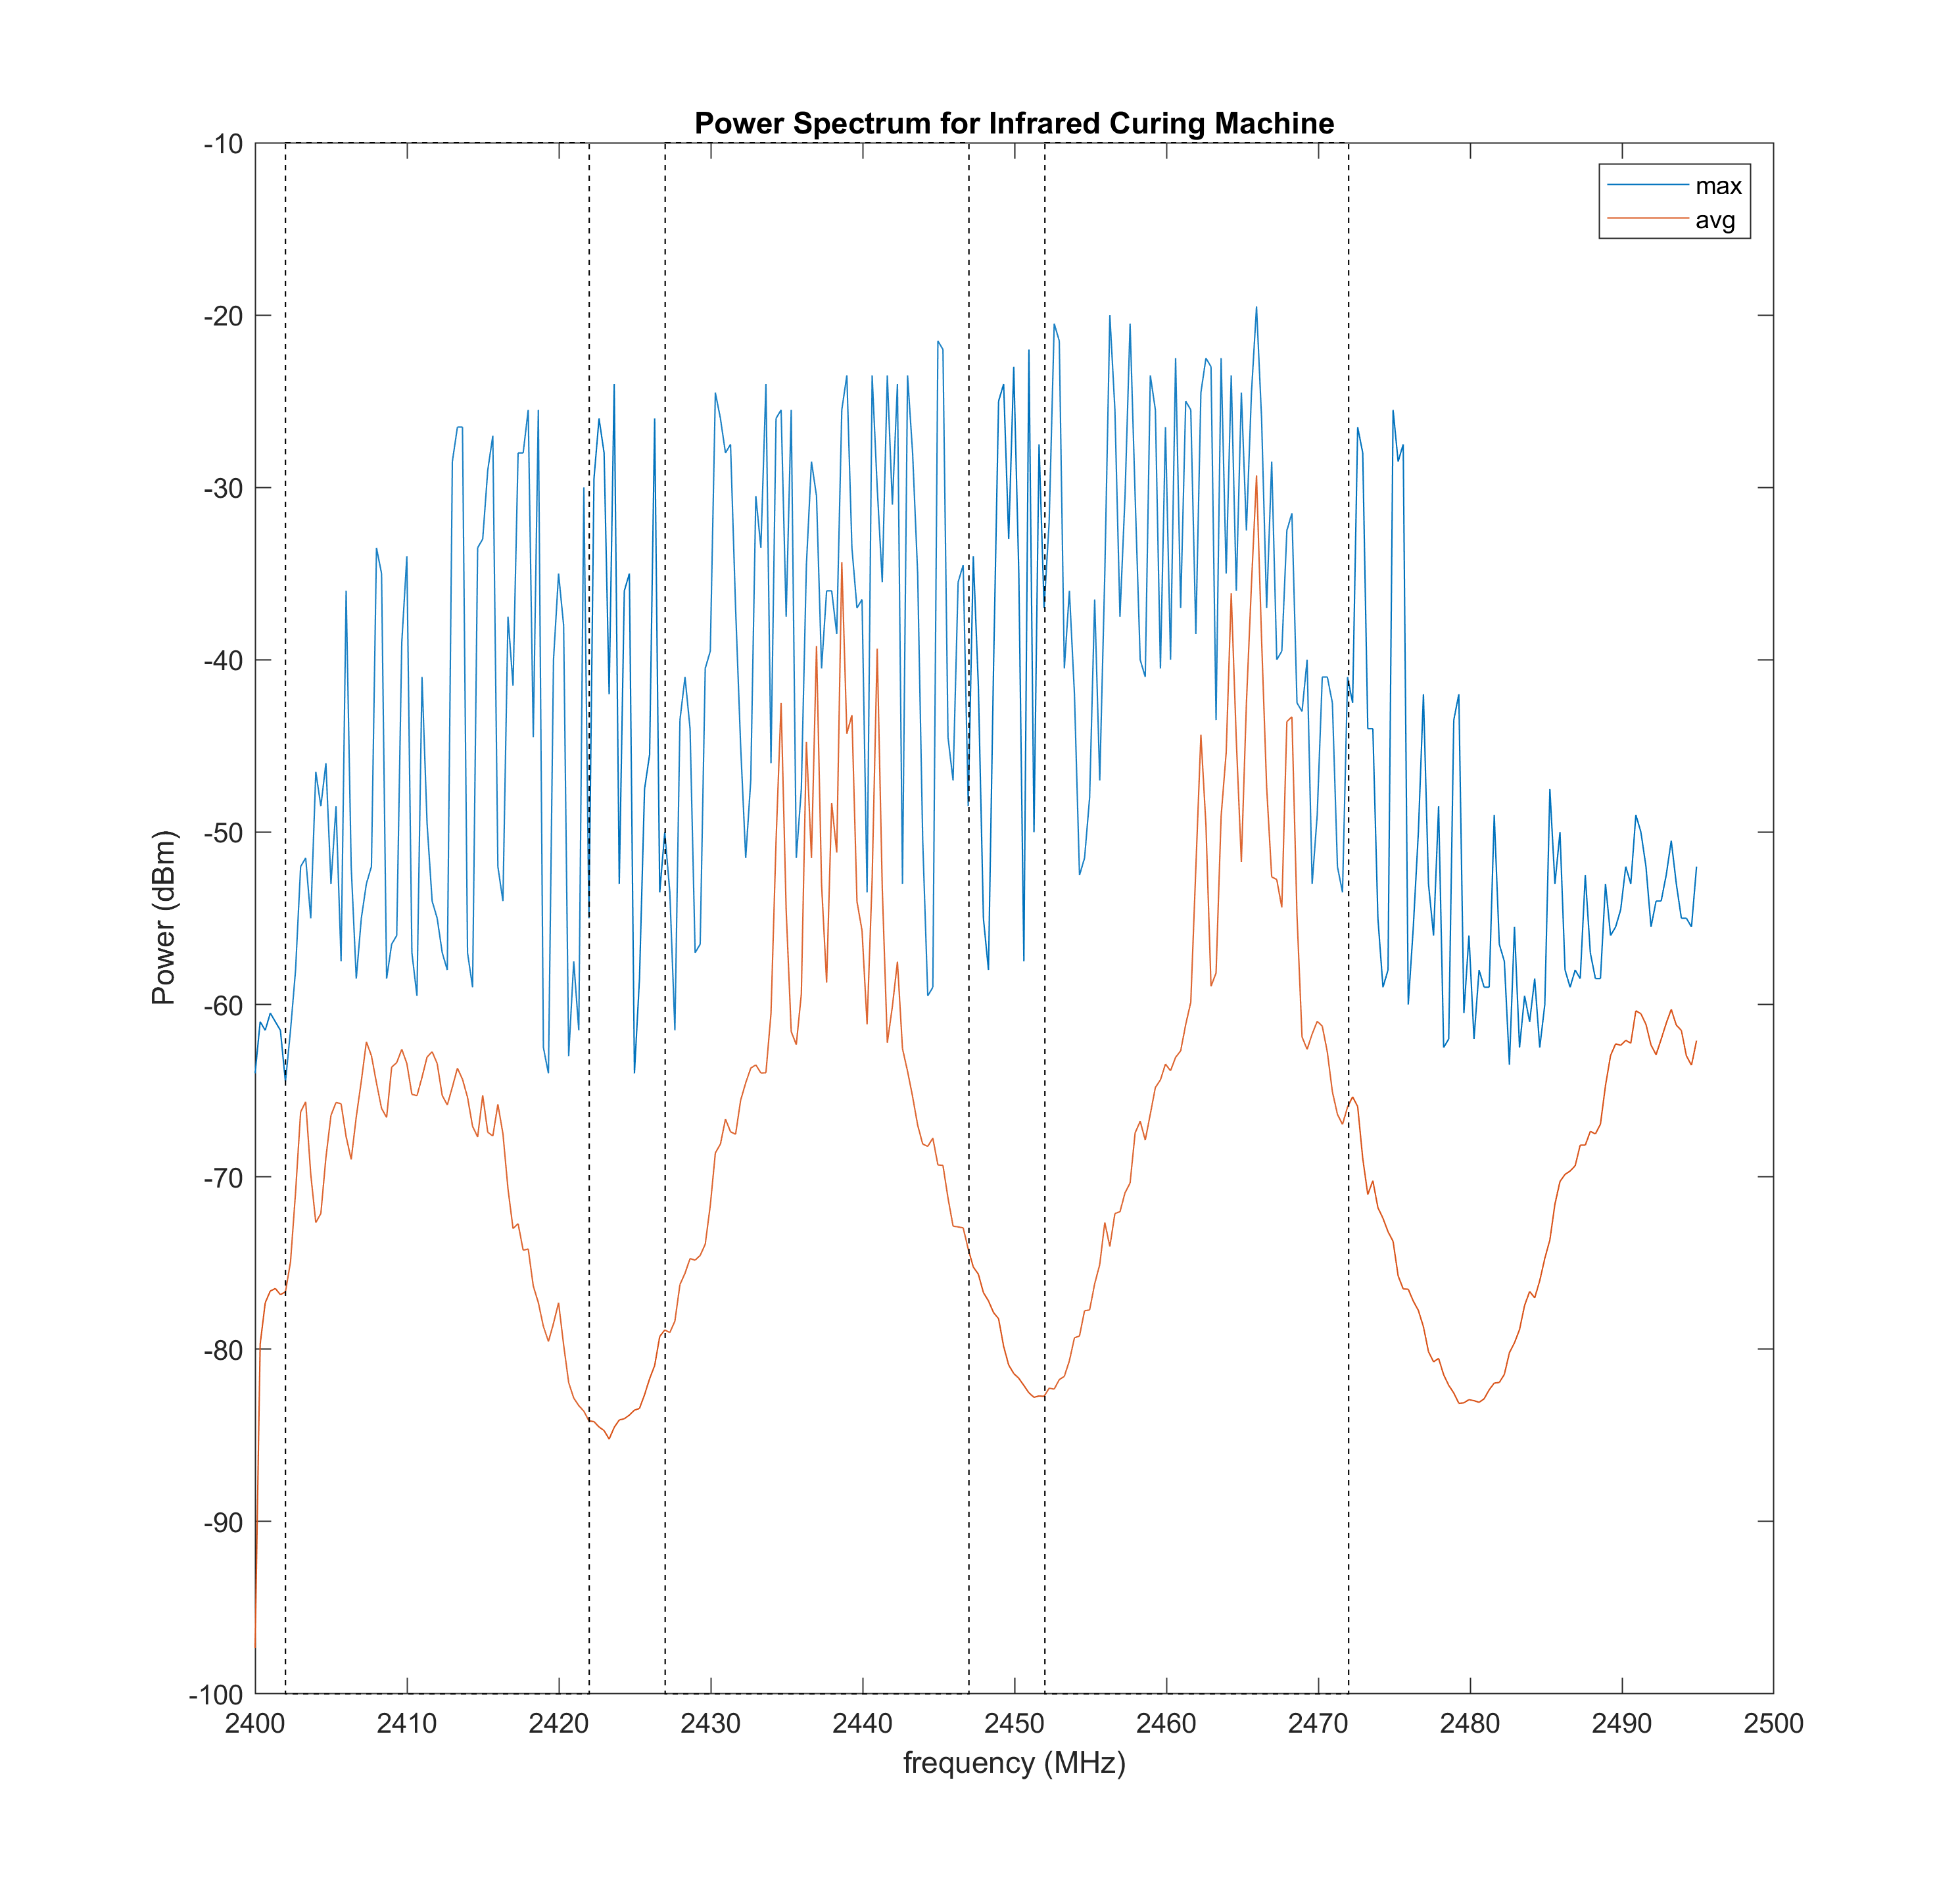 Power Spectrum for Infrared Curing Machine
max
avg
-10
-20
-30
-40
-50
-60
-70
-80
-90
-100
Power (dBm)
2400 2410 2420 2430 2440 2450 2460 2470 2480 2490 2500
frequency (MHz)